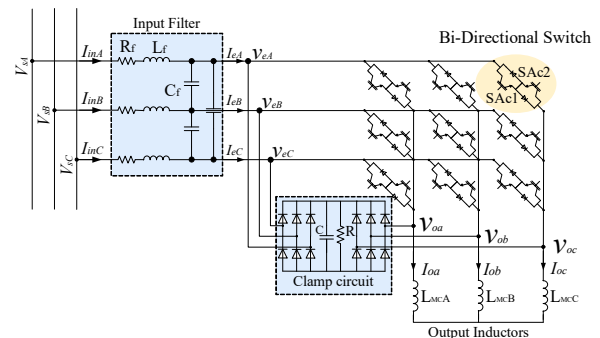 Input Filter
Bi-Directional Switch
I_inA R_f L_f I_eA v_eA
V_sA
SAc2
SAc1
C_f
I_inB I_eB v_eB
V_sB
I_inC I_eC v_eC
V_sC
C R
v_oa
v_ob
v_oc
Clamp circuit
I_oa I_ob I_oc
L_MCA L_MCB L_MCC
Output Inductors